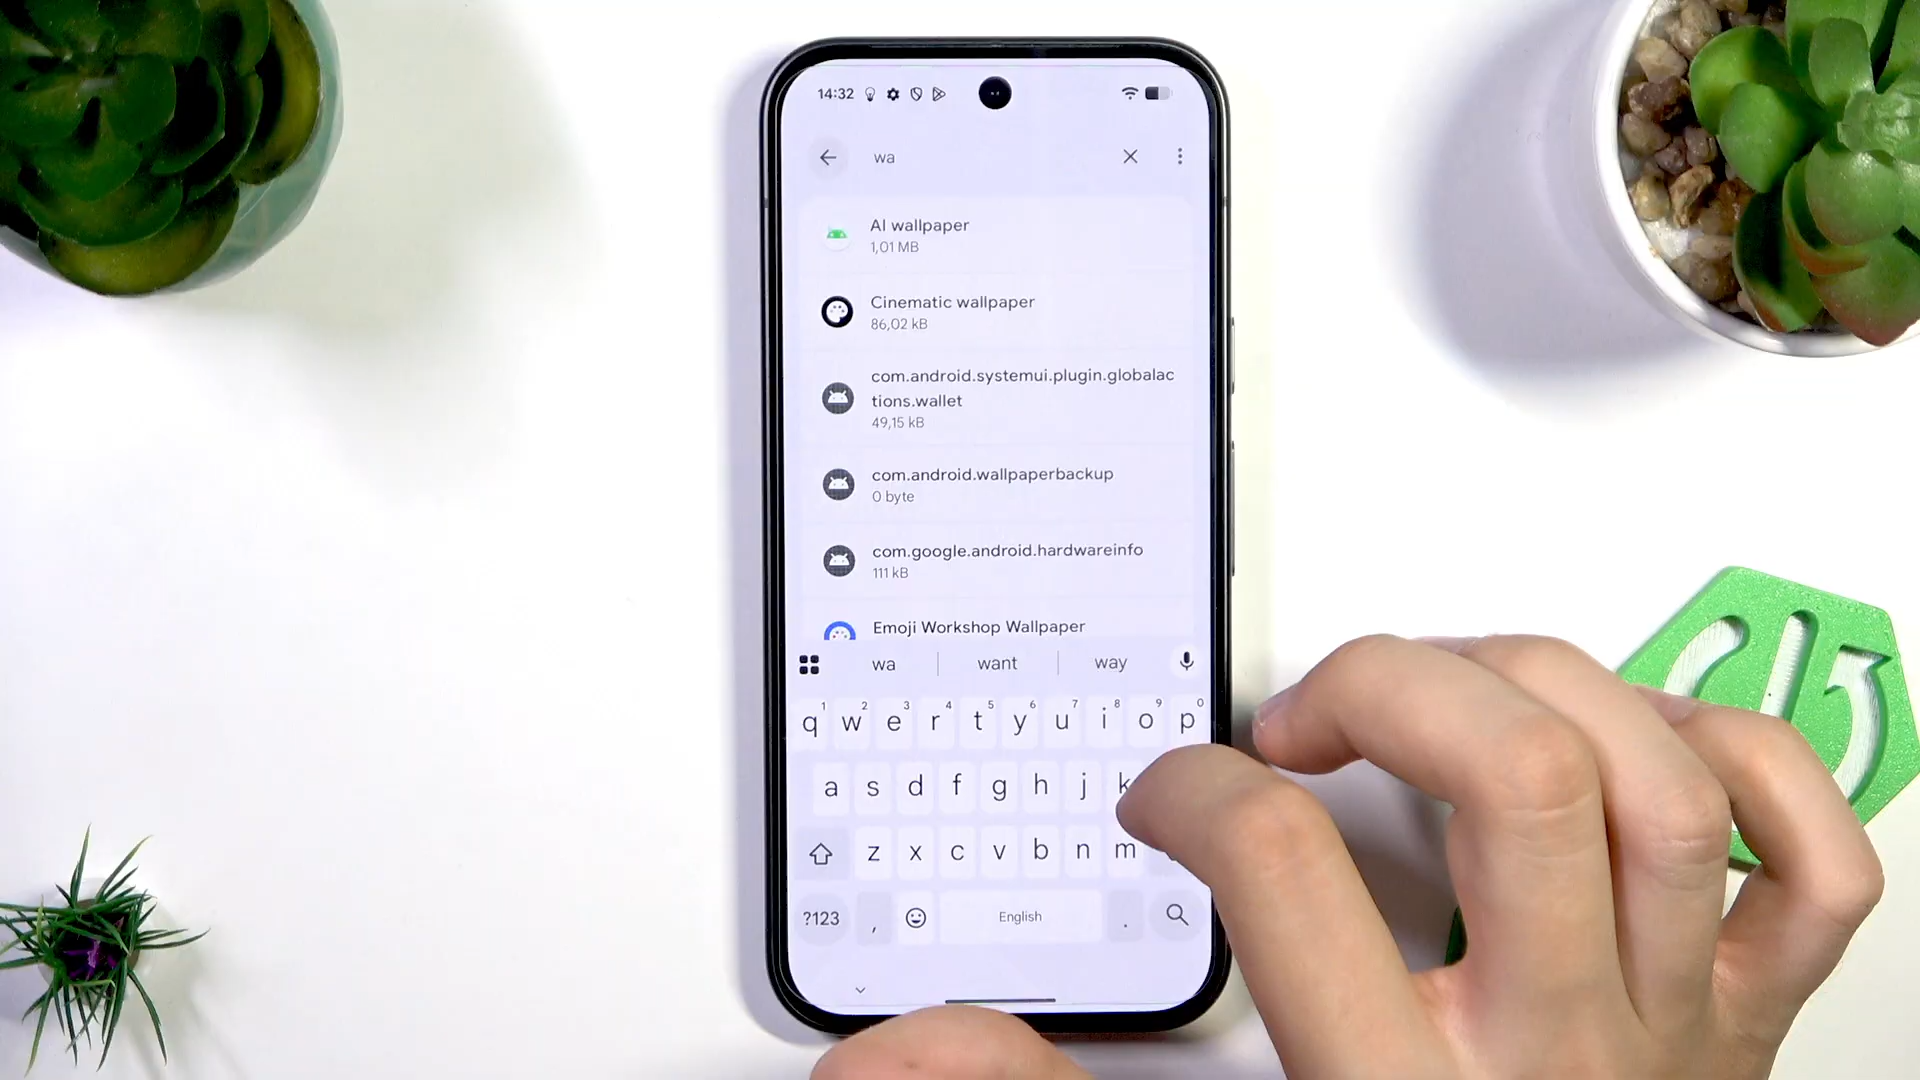 14:32
wa
AI wallpaper
1,01 MB
Cinematic wallpaper
86,02 kB
com.android.systemui.plugin.globalac
tions.wallet
49,15 kB
com.android.wallpaperbackup
0 byte
com.google.android.hardwareinfo
111 kB
Emoji Workshop Wallpaper
wa want way
1 2 3 4 5 6 7 8 9 0
q w e r t y u i o p
a s d f g h j k
z x c v b n m
?123 , English .